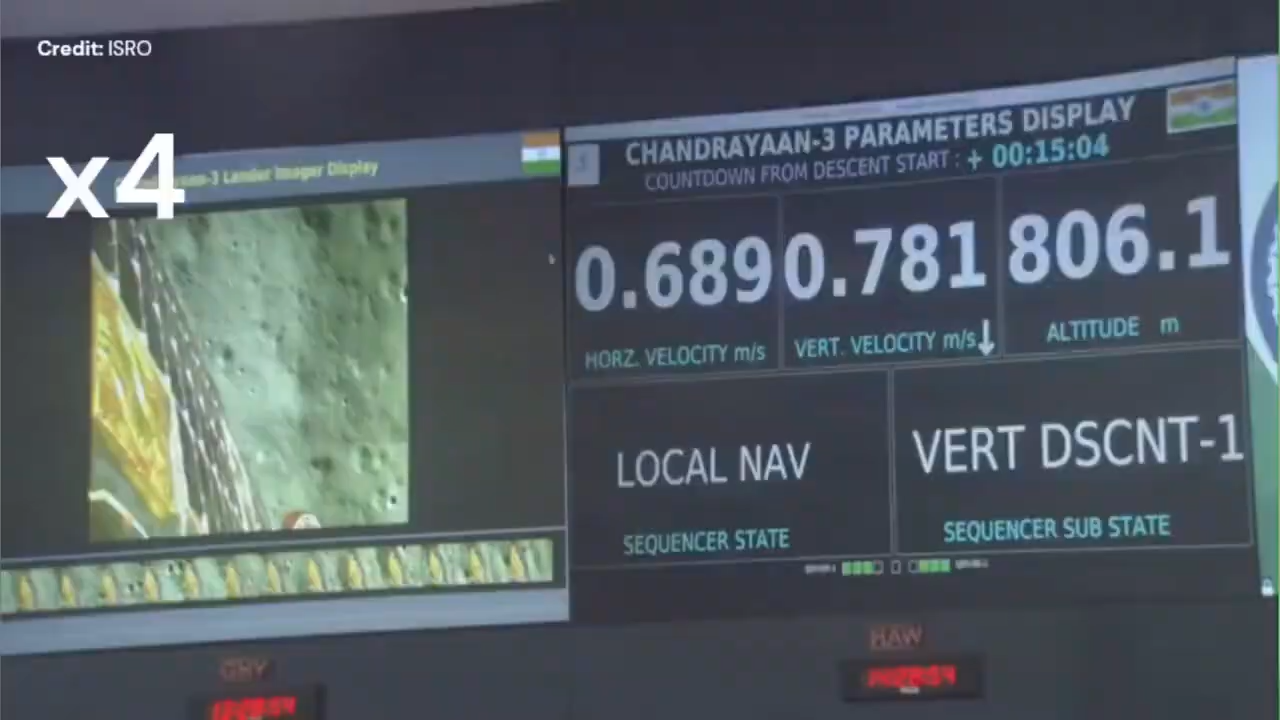 Credit: ISRO
x4
-3 Lander Imager Display
CHANDRAYAAN-3 PARAMETERS DISPLAY
COUNTDOWN FROM DESCENT START : + 00:15:04
0.689
0.781
806.1
HORZ. VELOCITY m/s
VERT. VELOCITY m/s
ALTITUDE m
LOCAL NAV
VERT DSCNT-1
SEQUENCER STATE
SEQUENCER SUB STATE